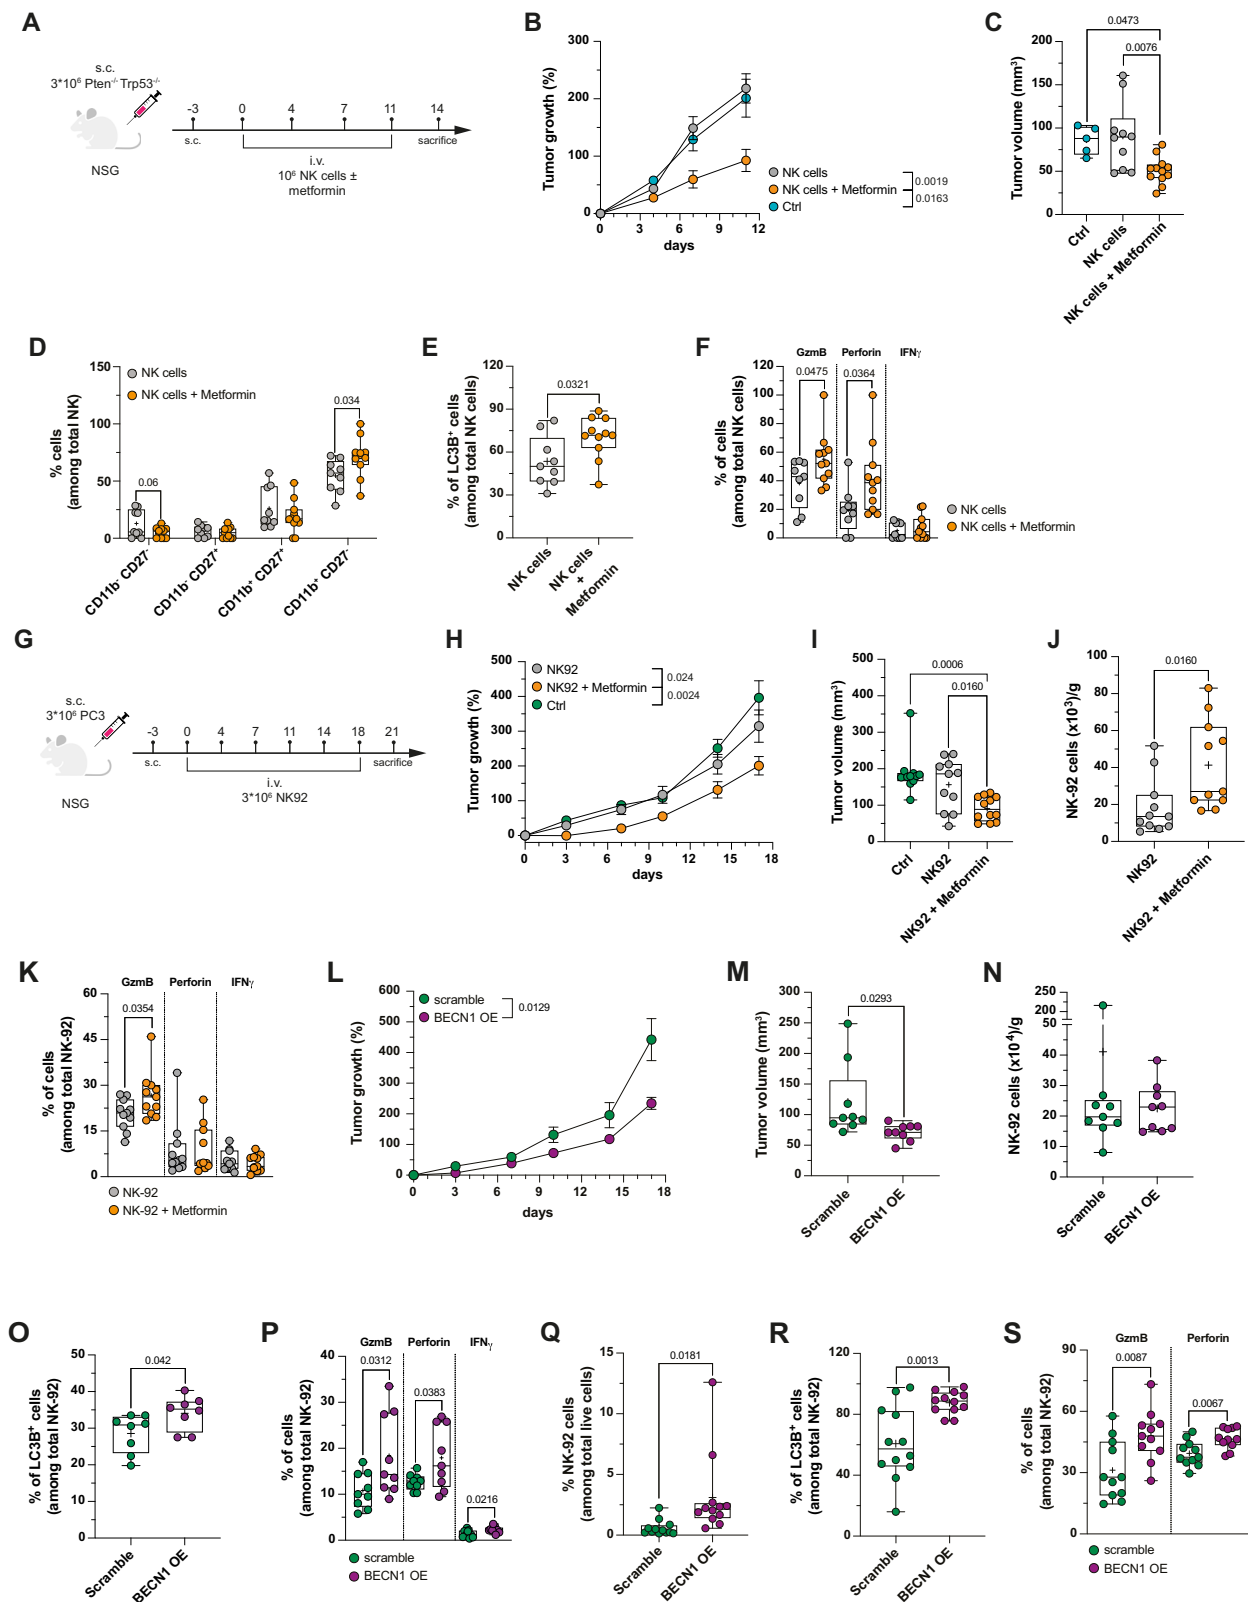 A
s.c.
3*10⁶ Pten⁻/⁻ Trp53⁻/⁻
NSG
-3 0 4 7 11 14
s.c. sacrifice
i.v.
10⁶ NK cells ±
metformin
B
Tumor growth (%)
300
200
100
0
0 3 6 9 12
days
NK cells
NK cells + Metformin
Ctrl
0.0019
0.0163
C
Tumor volume (mm³)
200
150
100
50
0
0.0473
0.0076
Ctrl
NK cells
NK cells + Metformin
D
% cells
(among total NK)
150
100
50
0
NK cells
NK cells + Metformin
0.06
0.034
CD11b⁻ CD27⁻
CD11b⁻ CD27⁺
CD11b⁺ CD27⁺
CD11b⁺ CD27⁻
E
% of LC3B⁺ cells
(among total NK cells)
120
90
60
30
0
0.0321
NK cells
NK cells
+
Metformin
F
% of cells
(among total NK cells)
120
100
80
60
40
20
0
GzmB Perforin IFNγ
0.0475 0.0364
NK cells
NK cells + Metformin
G
s.c.
3*10⁶ PC3
NSG
-3 0 4 7 11 14 18 21
s.c. sacrifice
i.v.
3*10⁶ NK92
H
Tumor growth (%)
500
400
300
200
100
0
0 3 6 9 12 15 18
days
NK92
NK92 + Metformin
Ctrl
0.024
0.0024
I
Tumor volume (mm³)
500
400
300
200
100
0
0.0006
0.0160
Ctrl
NK92
NK92 + Metformin
J
NK-92 cells (x10³)/g
100
80
60
40
20
0
0.0160
NK92
NK92 + Metformin
K
% of cells
(among total NK-92)
60
45
30
15
0
GzmB Perforin IFNγ
0.0354
NK-92
NK-92 + Metformin
L
Tumor growth (%)
600
500
400
300
200
100
0
0 3 6 9 12 15 18
days
scramble
BECN1 OE
0.0129
M
Tumor volume (mm³)
300
250
200
150
100
50
0
0.0293
Scramble
BECN1 OE
N
NK-92 cells (x10⁴)/g
250
200
50
40
30
20
10
0
Scramble
BECN1 OE
O
% of LC3B⁺ cells
(among total NK-92)
50
40
30
20
10
0
0.042
Scramble
BECN1 OE
P
% of cells
(among total NK-92)
40
30
20
10
0
GzmB Perforin IFNγ
0.0312
0.0383
0.0216
scramble
BECN1 OE
Q
% NK-92 cells
(among total live cells)
15
12
9
6
3
0
0.0181
Scramble
BECN1 OE
R
% of LC3B⁺ cells
(among total NK-92)
120
80
40
0
0.0013
Scramble
BECN1 OE
S
% of cells
(among total NK-92)
90
60
30
0
GzmB Perforin
0.0087
0.0067
scramble
BECN1 OE